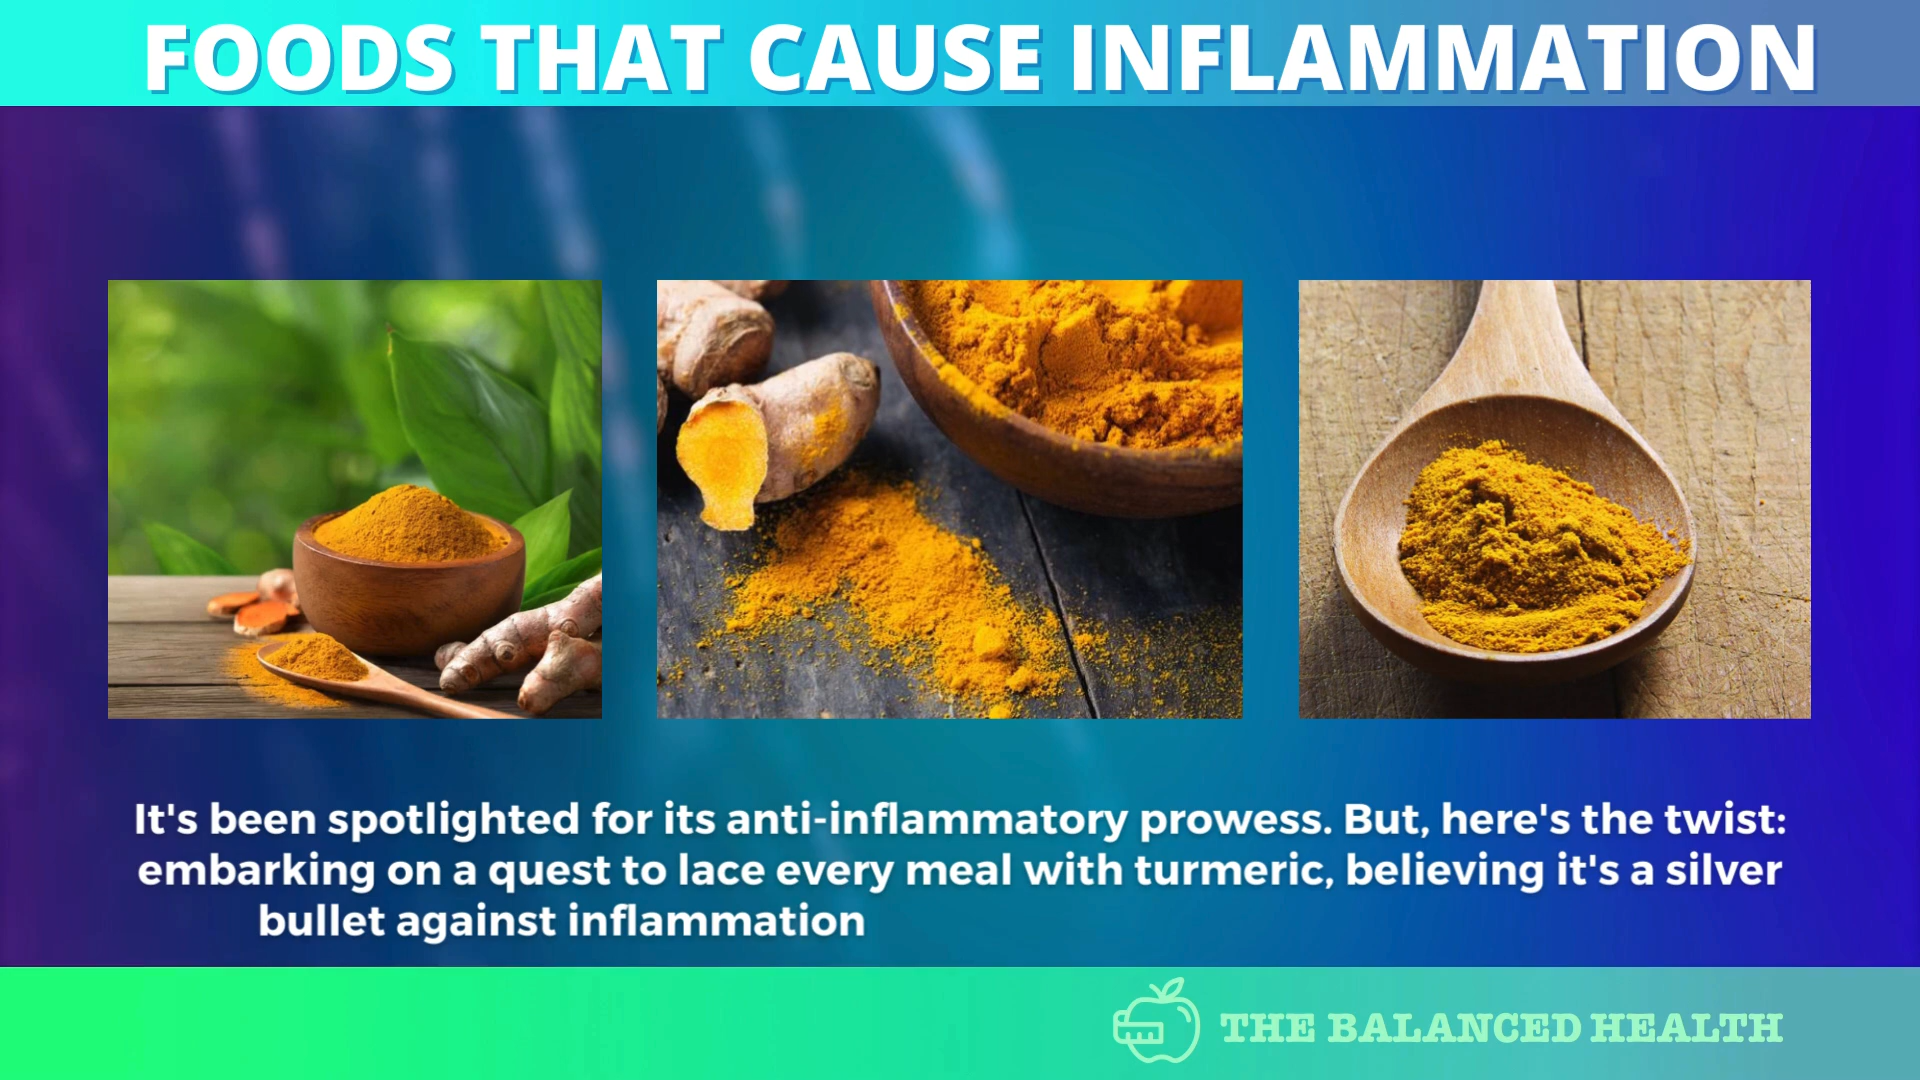 FOODS THAT CAUSE INFLAMMATION
It's been spotlighted for its anti-inflammatory prowess. But, here's the twist:
embarking on a quest to lace every meal with turmeric, believing it's a silver
bullet against inflammation
THE BALANCED HEALTH